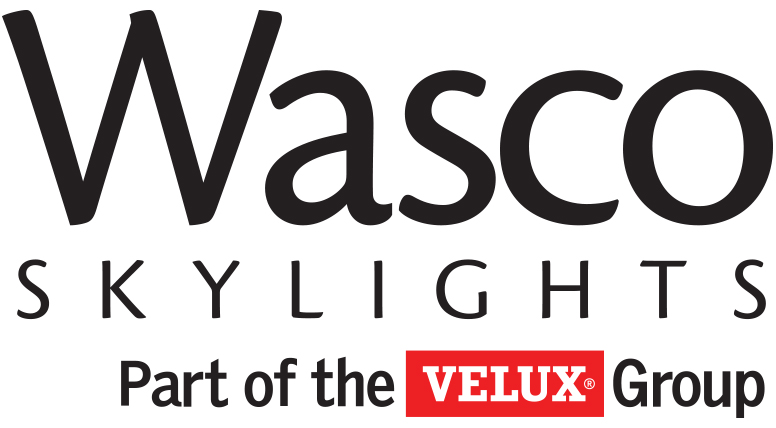 Wasco
SKYLIGHTS
Part of the VELUX® Group